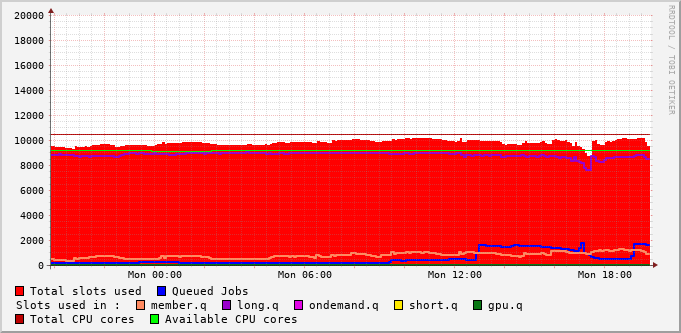 20000
18000
16000
14000
12000
10000
8000
6000
4000
2000
0
Mon 00:00 Mon 06:00 Mon 12:00 Mon 18:00
RRDTOOL / TOBI OETIKER
Total slots used Queued Jobs
Slots used in : member.q long.q ondemand.q short.q gpu.q
Total CPU cores Available CPU cores